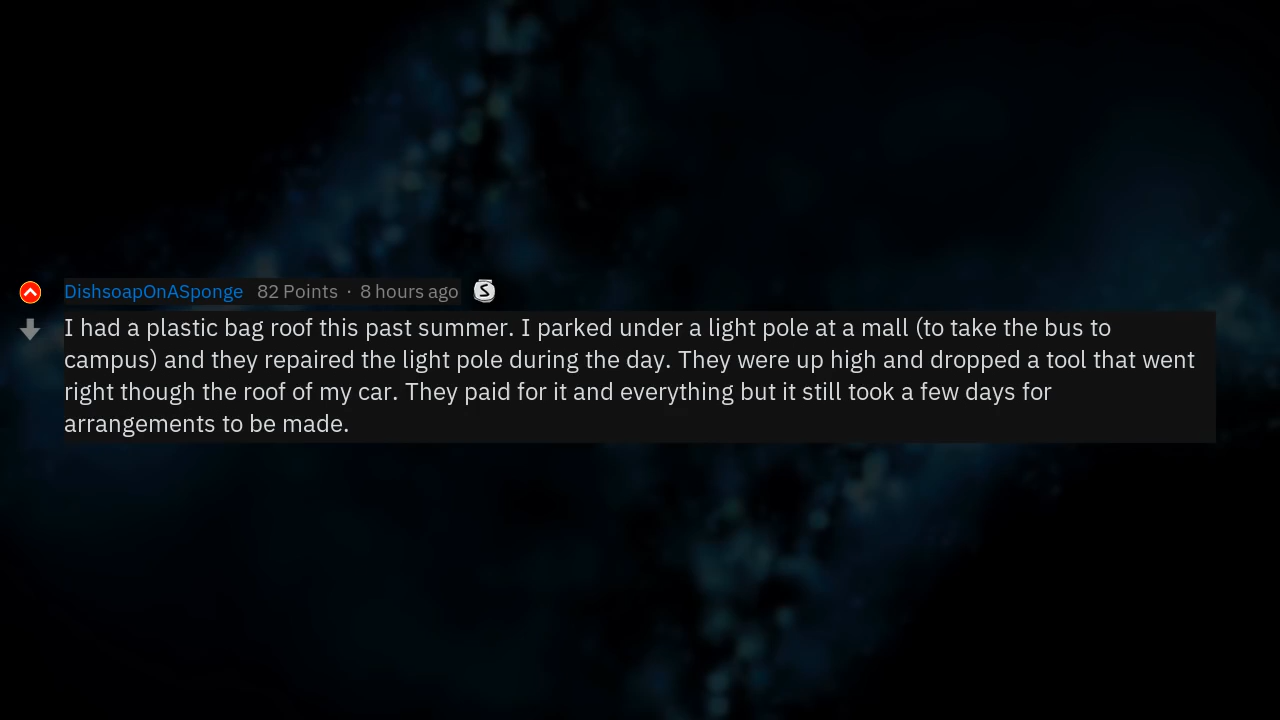 DishsoapOnASponge 82 Points · 8 hours ago
I had a plastic bag roof this past summer. I parked under a light pole at a mall (to take the bus to
campus) and they repaired the light pole during the day. They were up high and dropped a tool that went
right though the roof of my car. They paid for it and everything but it still took a few days for
arrangements to be made.